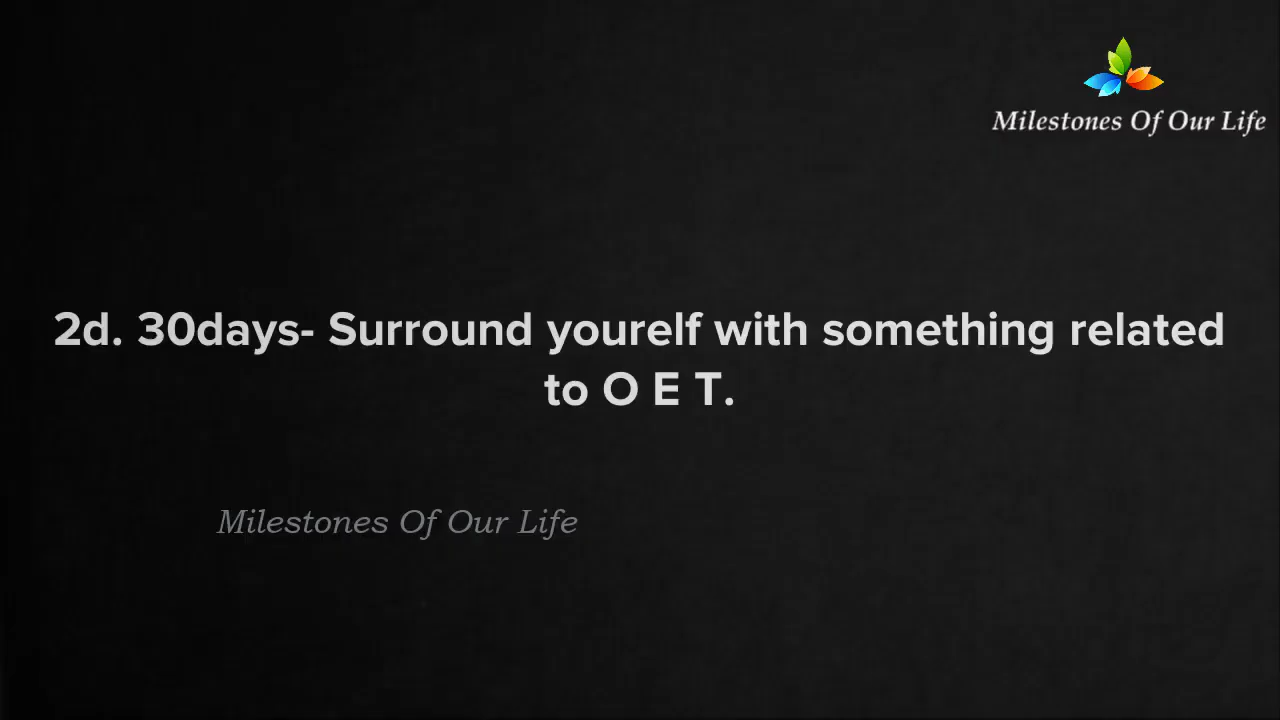 Milestones Of Our Life
2d. 30days- Surround yourelf with something related
to O E T.
Milestones Of Our Life